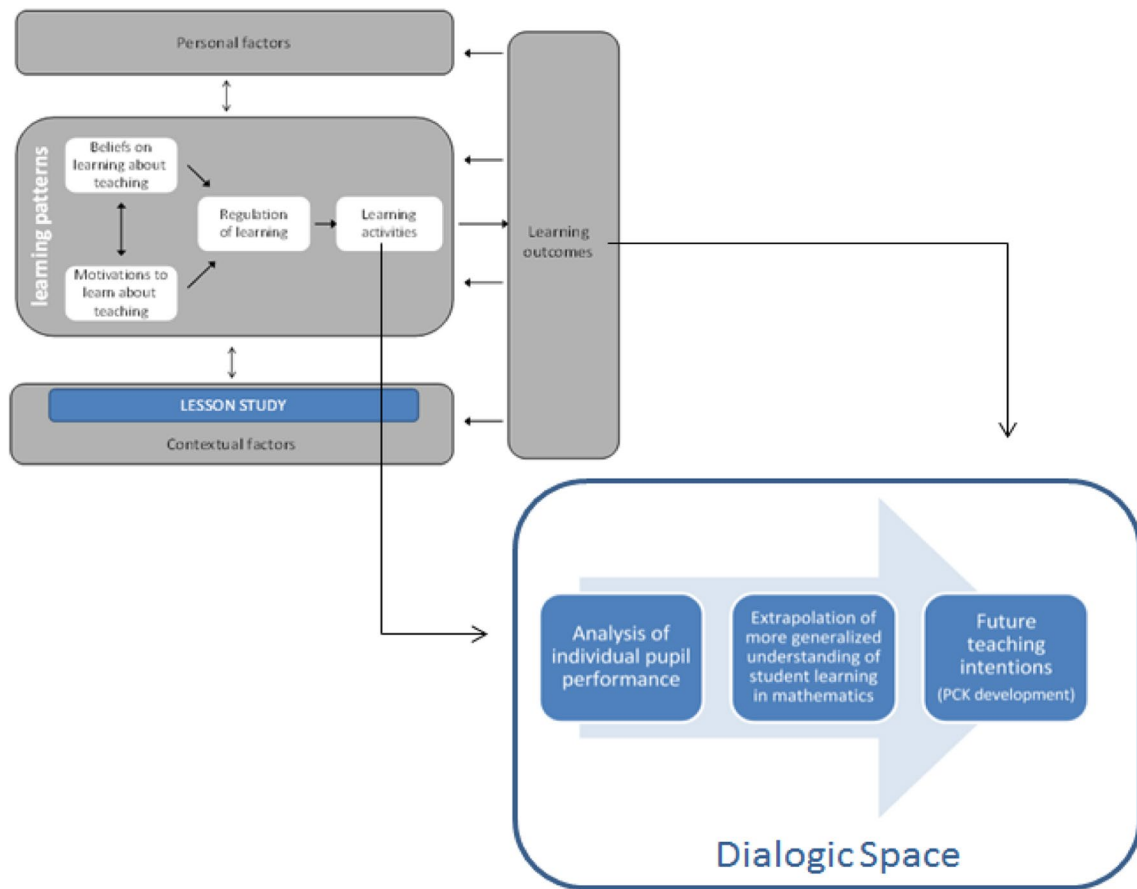 Personal factors
learning patterns
Beliefs on
learning about
teaching
Motivations to
learn about
teaching
Regulation
of learning
Learning
activities
Learning
outcomes
LESSON STUDY
Contextual factors
Analysis of
individual pupil
performance
Extrapolation of
more generalized
understanding of
student learning
in mathematics
Future
teaching
intentions
(PCK development)
Dialogic Space